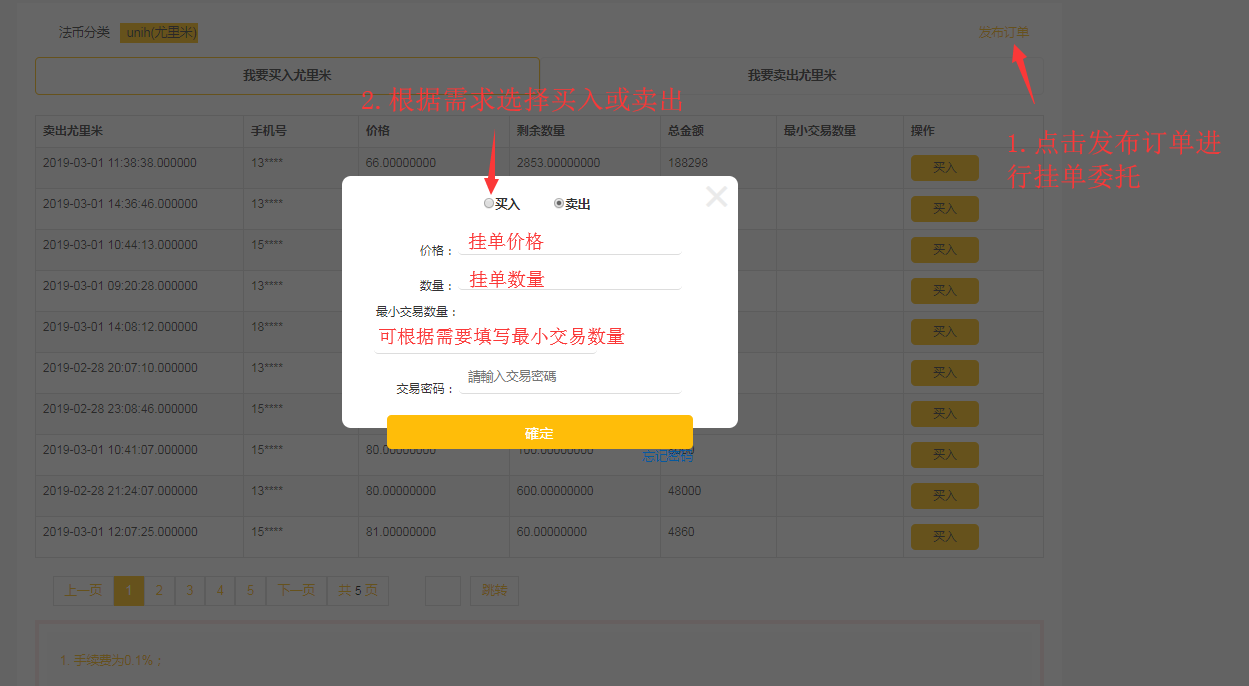 法币分类 unih(尤里米) 发布订单
我要买入尤里米 我要卖出尤里米
2.根据需求选择买入或卖出
1.点击发布订单进
行挂单委托
卖出尤里米 手机号 价格 剩余数量 总金额 最小交易数量 操作
2019-03-01 11:38:38.000000 13**** 66.00000000 2853.00000000 188298 买入
2019-03-01 14:36:46.000000 13**** 买入
2019-03-01 10:44:13.000000 15**** 买入
2019-03-01 09:20:28.000000 13**** 买入
2019-03-01 14:08:12.000000 18**** 买入
2019-02-28 20:07:10.000000 13**** 买入
2019-02-28 23:08:46.000000 15**** 买入
2019-03-01 10:41:07.000000 15**** 80.00000000 100.00000000 买入
2019-02-28 21:24:07.000000 13**** 80.00000000 600.00000000 48000 买入
2019-03-01 12:07:25.000000 15**** 81.00000000 60.00000000 4860 买入
买入 卖出
价格： 挂单价格
数量： 挂单数量
最小交易数量：
可根据需要填写最小交易数量
交易密码： 請輸入交易密碼
確定
忘记密码
上一页 1 2 3 4 5 下一页 共 5 页 跳转
1. 手续费为0.1%；